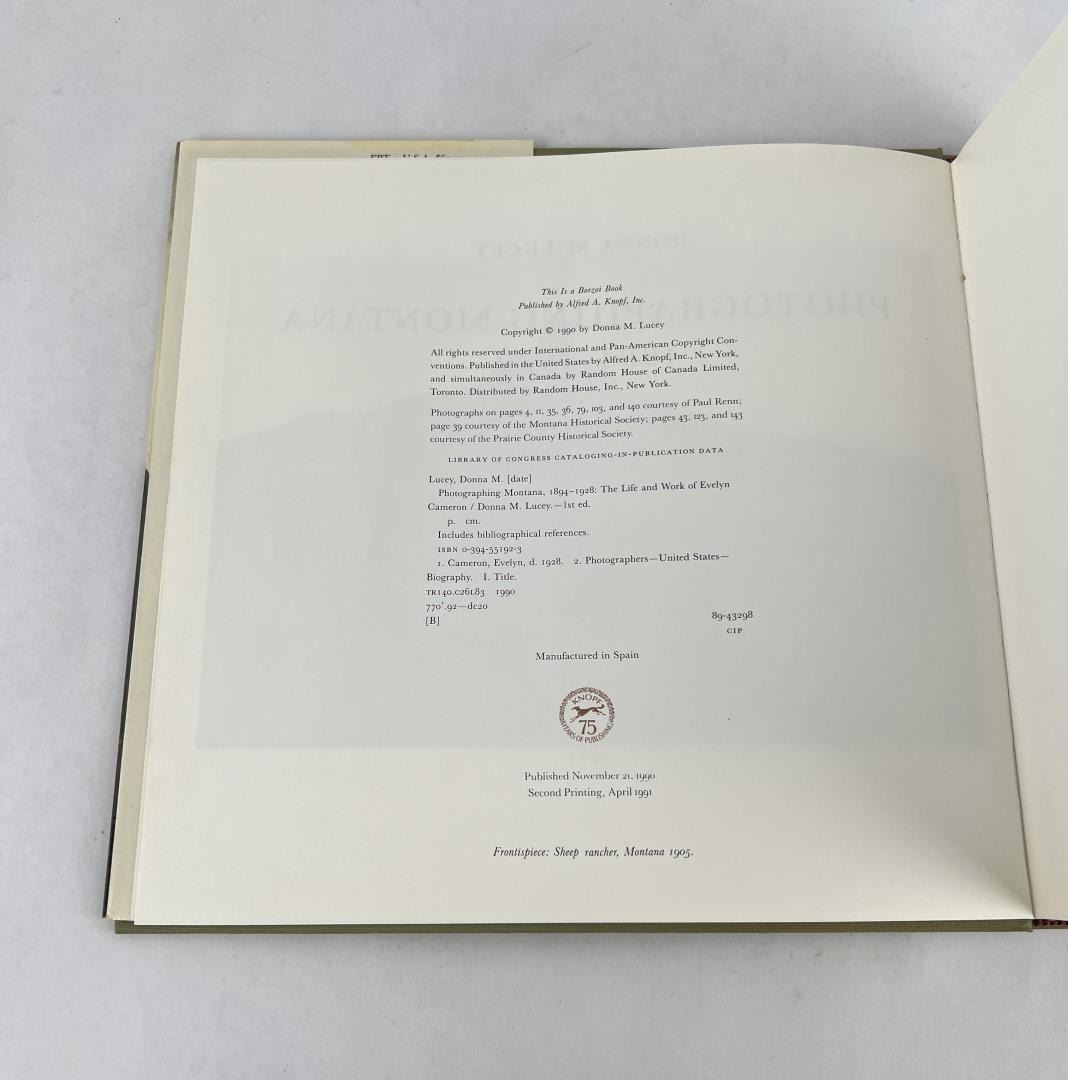 FPT U.S.A.
DONNA M. LUCEY
PHOTOGRAPHING MONTANA
This Is a Borzoi Book
Published by Alfred A. Knopf, Inc.
Copyright © 1990 by Donna M. Lucey
All rights reserved under International and Pan-American Copyright Con-
ventions. Published in the United States by Alfred A. Knopf, Inc., New York,
and simultaneously in Canada by Random House of Canada Limited,
Toronto. Distributed by Random House, Inc., New York.
Photographs on pages 4, 11, 35, 36, 79, 103, and 140 courtesy of Paul Renn;
page 39 courtesy of the Montana Historical Society; pages 43, 123, and 143
courtesy of the Prairie County Historical Society.
LIBRARY OF CONGRESS CATALOGING-IN-PUBLICATION DATA
Lucey, Donna M. [date]
Photographing Montana, 1894–1928: The Life and Work of Evelyn
Cameron / Donna M. Lucey.—1st ed.
p. cm.
Includes bibliographical references.
ISBN 0-394-55192-3
1. Cameron, Evelyn, d. 1928. 2. Photographers—United States—
Biography. I. Title.
TR140.C26L83 1990
770'.92—dc20
[B] 89-43298
CIP
Manufactured in Spain
KNOPF
75
YEARS OF PUBLISHING
Published November 21, 1990
Second Printing, April 1991
Frontispiece: Sheep rancher, Montana 1905.